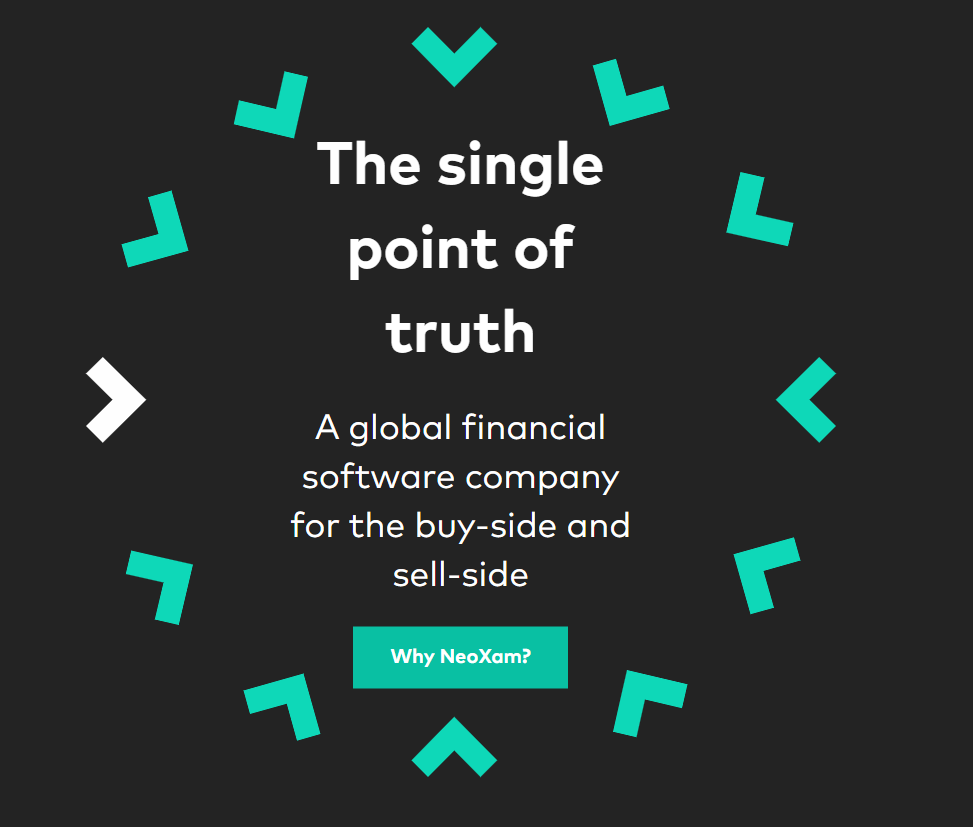 The single
point of
truth
A global financial
software company
for the buy-side and
sell-side
Why NeoXam?